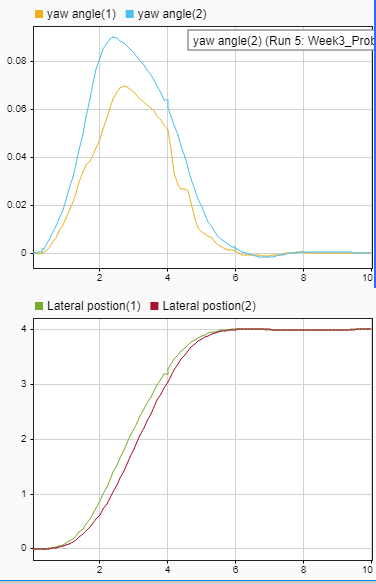 yaw angle(1) yaw angle(2)
yaw angle(2) (Run 5: Week3_Prob
0.08
0.06
0.04
0.02
0
2 4 6 8 10
Lateral postion(1) Lateral postion(2)
4
3
2
1
0
2 4 6 8 10